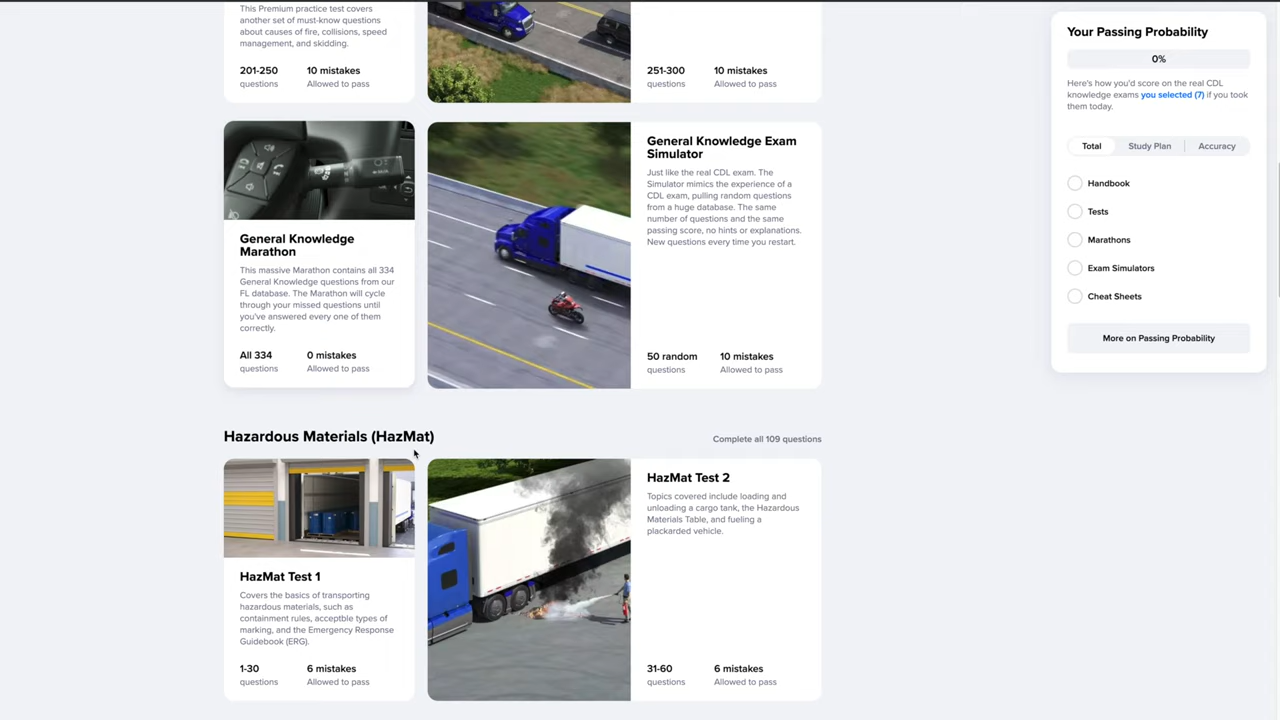 This Premium practice test covers
another set of must-know questions
about causes of fire, collisions, speed
management, and skidding.
201-250
questions
10 mistakes
Allowed to pass
251-300
questions
10 mistakes
Allowed to pass
General Knowledge
Marathon
This massive Marathon contains all 334
General Knowledge questions from our
FL database. The Marathon will cycle
through your missed questions until
you've answered every one of them
correctly.
All 334
questions
0 mistakes
Allowed to pass
General Knowledge Exam
Simulator
Just like the real CDL exam. The
Simulator mimics the experience of a
CDL exam, pulling random questions
from a huge database. The same
number of questions and the same
passing score, no hints or explanations.
New questions every time you restart.
50 random
questions
10 mistakes
Allowed to pass
Hazardous Materials (HazMat)
Complete all 109 questions
HazMat Test 1
Covers the basics of transporting
hazardous materials, such as
containment rules, acceptble types of
marking, and the Emergency Response
Guidebook (ERG).
1-30
questions
6 mistakes
Allowed to pass
HazMat Test 2
Topics covered include loading and
unloading a cargo tank, the Hazardous
Materials Table, and fueling a
plackarded vehicle.
31-60
questions
6 mistakes
Allowed to pass
Your Passing Probability
0%
Here's how you'd score on the real CDL
knowledge exams you selected (7) if you took
them today.
Total
Study Plan
Accuracy
Handbook
Tests
Marathons
Exam Simulators
Cheat Sheets
More on Passing Probability